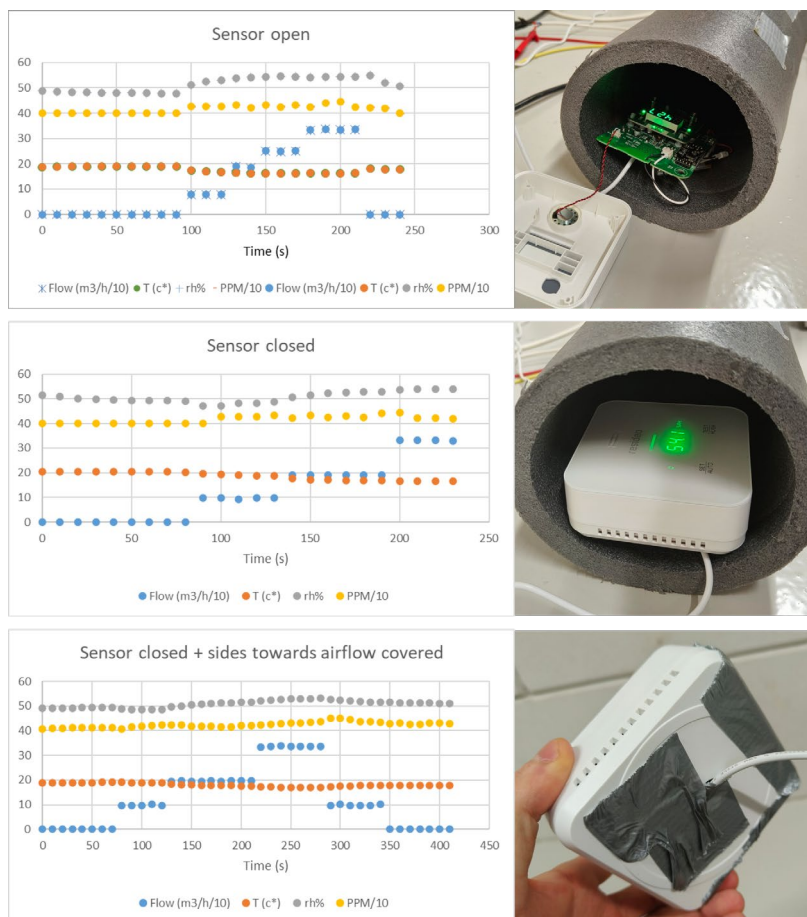 Sensor open
60
50
40
30
20
10
0
0 50 100 150 200 250 300
Time (s)
Flow (m3/h/10) T (c*) rh% PPM/10 Flow (m3/h/10) T (c*) rh% PPM/10
Sensor closed
60
50
40
30
20
10
0
0 50 100 150 200
Time (s)
Flow (m3/h/10) T (c*) rh% PPM/10
Sensor closed + sides towards airflow covered
60
50
40
30
20
10
0
0 50 100 150 200 250 300 350 400 450
Time (s)
Flow (m3/h/10) T (c*) rh% PPM/10